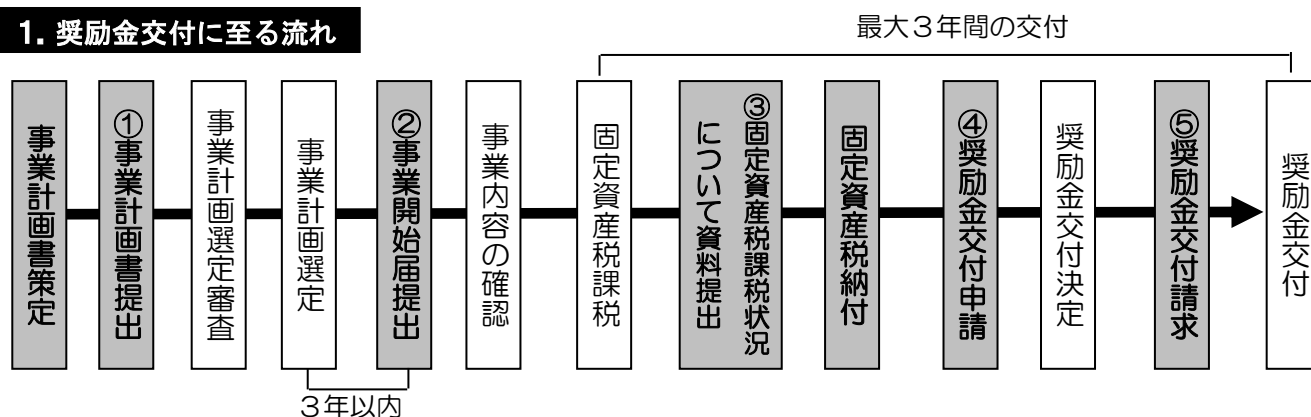 1. 奨励金交付に至る流れ
最大３年間の交付
事業計画書策定
①事業計画書提出
事業計画選定審査
事業計画選定
②事業開始届提出
事業内容の確認
固定資産税課税
③固定資産税課税状況
について資料提出
固定資産税納付
④奨励金交付申請
奨励金交付決定
⑤奨励金交付請求
奨励金交付
３年以内